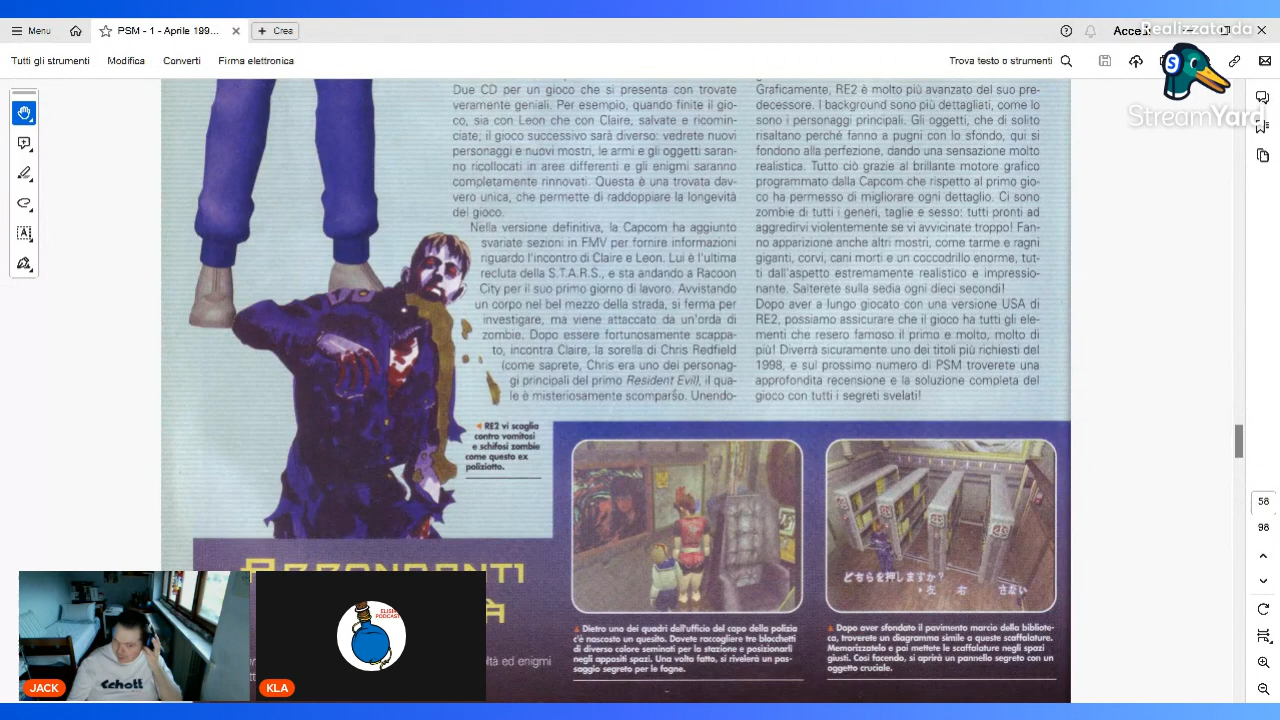 Menu
PSM - 1 - Aprile 199...
Crea
Realizzato da
Tutti gli strumenti
Modifica
Converti
Firma elettronica
Trova testo o strumenti
StreamYard
Due CD per un gioco che si presenta con trovate
veramente geniali. Per esempio, quando finite il gio-
co, sia con Leon che con Claire, salvate e ricomin-
ciate; il gioco successivo sarà diverso: vedrete nuovi
personaggi e nuovi mostri, le armi e gli oggetti saran-
no ricollocati in aree differenti e gli enigmi saranno
completamente rinnovati. Questa è una trovata dav-
vero unica, che permette di raddoppiare la longevità
del gioco.
Nella versione definitiva, la Capcom ha aggiunto
svariate sezioni in FMV per fornire informazioni
riguardo l'incontro di Claire e Leon. Lui è l'ultima
recluta della S.T.A.R.S., e sta andando a Racoon
City per il suo primo giorno di lavoro. Avvistando
un corpo nel bel mezzo della strada, si ferma per
investigare, ma viene attaccato da un'orda di
zombie. Dopo essere fortunosamente scappa-
to, incontra Claire, la sorella di Chris Redfield
(come saprete, Chris era uno dei personag-
gi principali del primo Resident Evil), il qua-
le è misteriosamente scomparso. Unendo-
Graficamente, RE2 è molto più avanzato del suo pre-
decessore. I background sono più dettagliati, come lo
sono i personaggi principali. Gli oggetti, che di solito
risaltano perché fanno a pugni con lo sfondo, qui si
fondono alla perfezione, dando una sensazione molto
realistica. Tutto ciò grazie al brillante motore grafico
programmato dalla Capcom che rispetto al primo gio-
co ha permesso di migliorare ogni dettaglio. Ci sono
zombie di tutti i generi, taglie e sesso: tutti pronti ad
aggredirvi violentemente se vi avvicinate troppo! Fan-
no apparizione anche altri mostri, come tarme e ragni
giganti, corvi, cani morti e un coccodrillo enorme, tut-
ti dall'aspetto estremamente realistico e impressio-
nante. Salterete sulla sedia ogni dieci secondi!
Dopo aver a lungo giocato con una versione USA di
RE2, possiamo assicurare che il gioco ha tutti gli ele-
menti che resero famoso il primo e molto, molto di
più! Diverrà sicuramente uno dei titoli più richiesti del
1998, e sul prossimo numero di PSM troverete una
approfondita recensione e la soluzione completa del
gioco con tutti i segreti svelati!
RE2 vi scaglia
contro vomitosi
e schifosi zombie
come questo ex
poliziotto.
どちらを押しますか?
左 右 さない
Dietro uno dei quadri dell'ufficio del capo della polizia
c'è nascosto un quesito. Dovete raccogliere tre blocchetti
di diverso colore seminati per la stazione e posizionarli
negli appositi spazi. Una volta fatto, si rivelerà un pas-
saggio segreto per le fogne.
Dopo aver sfondato il pavimento marcio della bibliote-
ca, troverete un diagramma simile a queste scaffalature.
Memorizzatelo e poi mettete le scaffalature negli spazi
giusti. Così facendo, si aprirà un pannello segreto con un
oggetto cruciale.
oltà ed enigmi
ELISIR
PODCAST
Schott
JACK
KLA
56
98